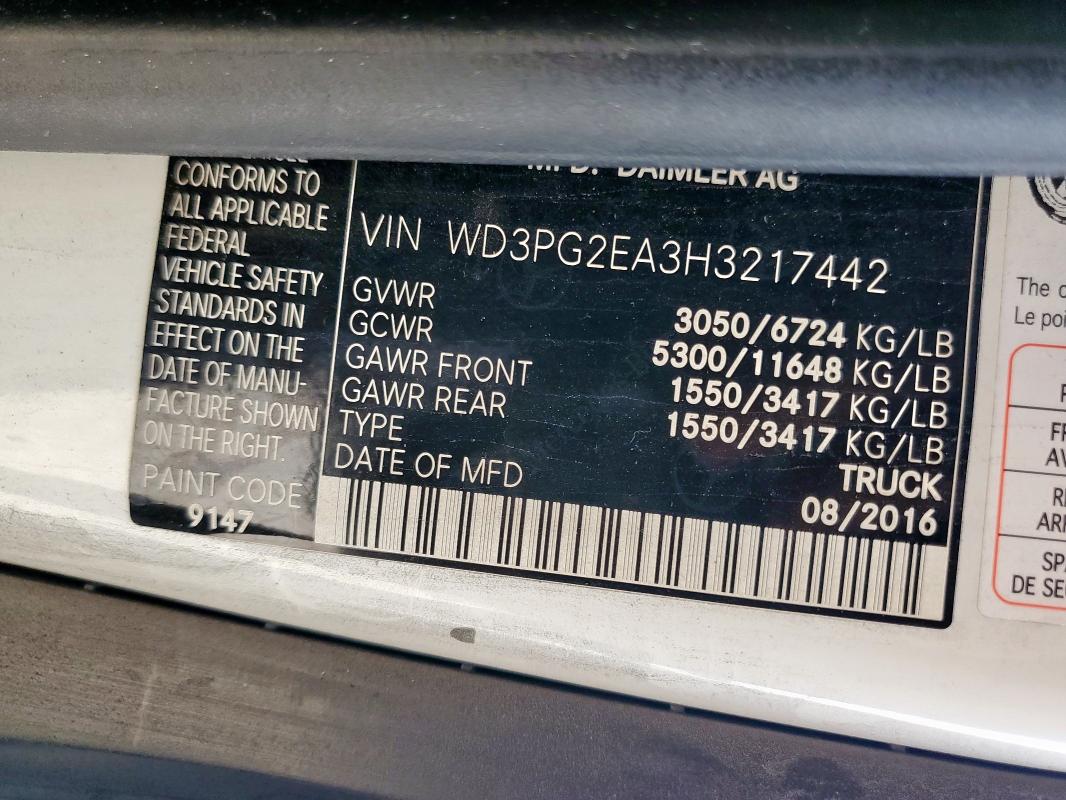 CONFORMS TO
ALL APPLICABLE
FEDERAL
VEHICLE SAFETY
STANDARDS IN
EFFECT ON THE
DATE OF MANU-
FACTURE SHOWN
ON THE RIGHT.
PAINT CODE
9147
MFD. DAIMLER AG
VIN WD3PG2EA3H3217442
GVWR 3050/6724 KG/LB
GCWR 5300/11648 KG/LB
GAWR FRONT 1550/3417 KG/LB
GAWR REAR 1550/3417 KG/LB
TYPE TRUCK
DATE OF MFD 08/2016
The
Le
DE